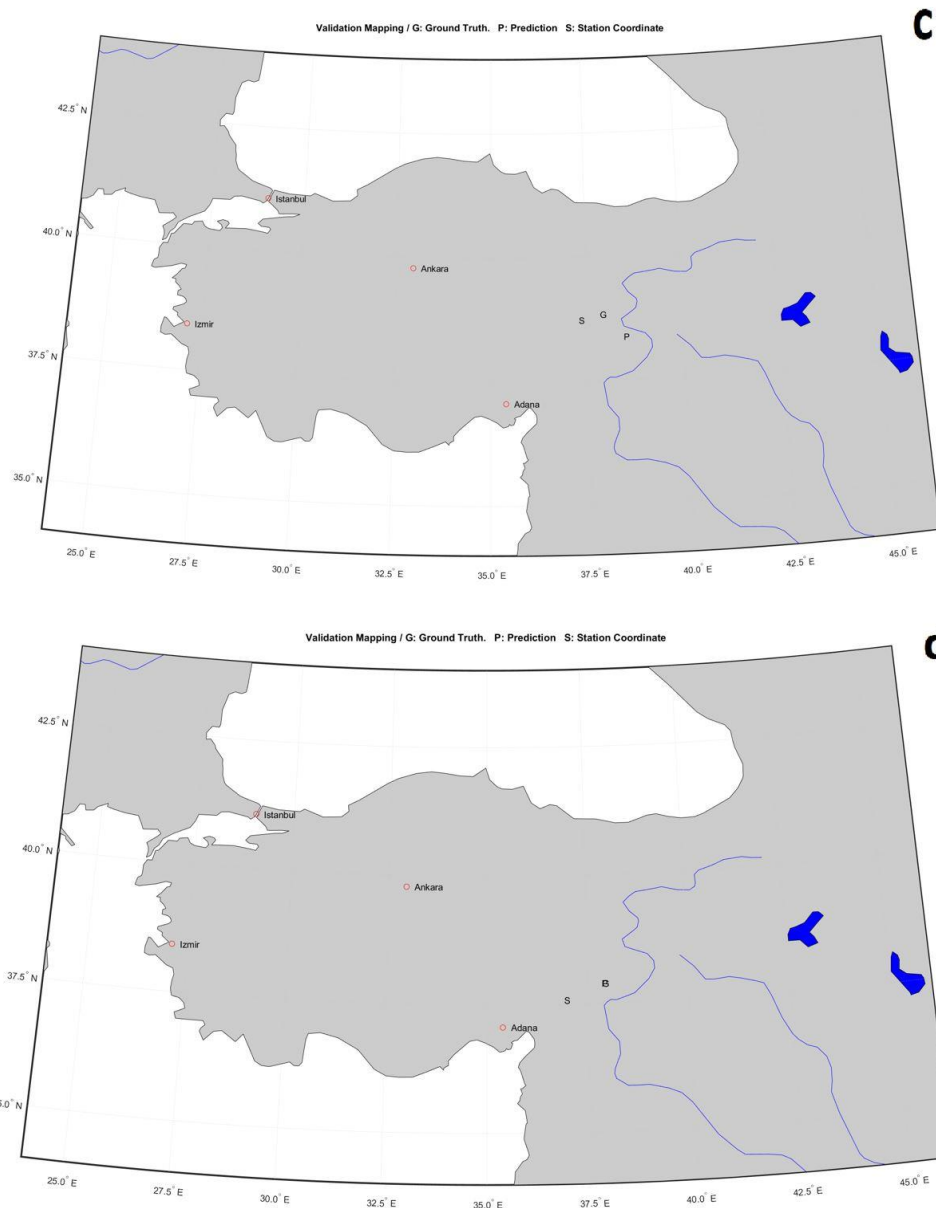 C
Validation Mapping / G: Ground Truth. P: Prediction S: Station Coordinate
42.5° N
Istanbul
40.0° N
Ankara
G
S
Izmir
P
37.5° N
Adana
35.0° N
25.0° E
27.5° E
30.0° E
32.5° E
35.0° E
37.5° E
40.0° E
42.5° E
45.0° E
Validation Mapping / G: Ground Truth. P: Prediction S: Station Coordinate
42.5° N
Istanbul
40.0° N
Ankara
Izmir
37.5° N
S
Adana
5.0° N
25.0° E
27.5° E
30.0° E
32.5° E
35.0° E
37.5° E
40.0° E
42.5° E
45.0° E